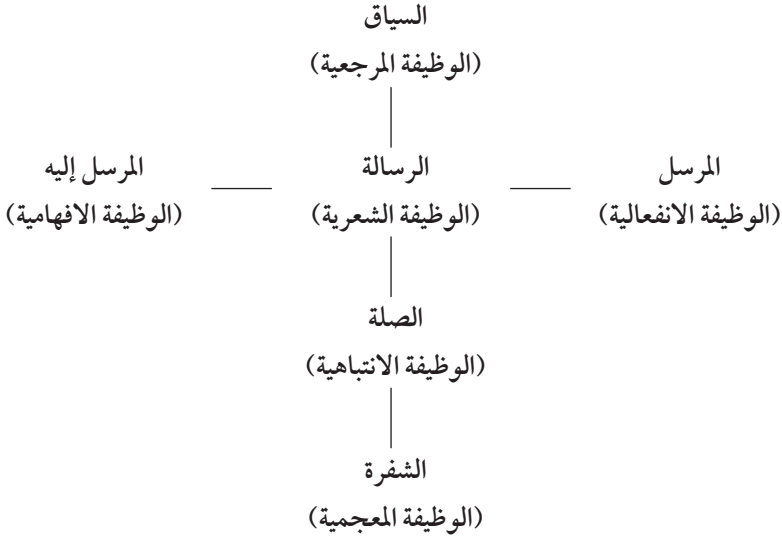 السياق
(الوظيفة المرجعية)
المرسل
الرسالة
المرسل إليه
(الوظيفة الانفعالية)
(الوظيفة الشعرية)
(الوظيفة الافهامية)
الصلة
(الوظيفة الانتباهية)
الشفرة
(الوظيفة المعجمية)